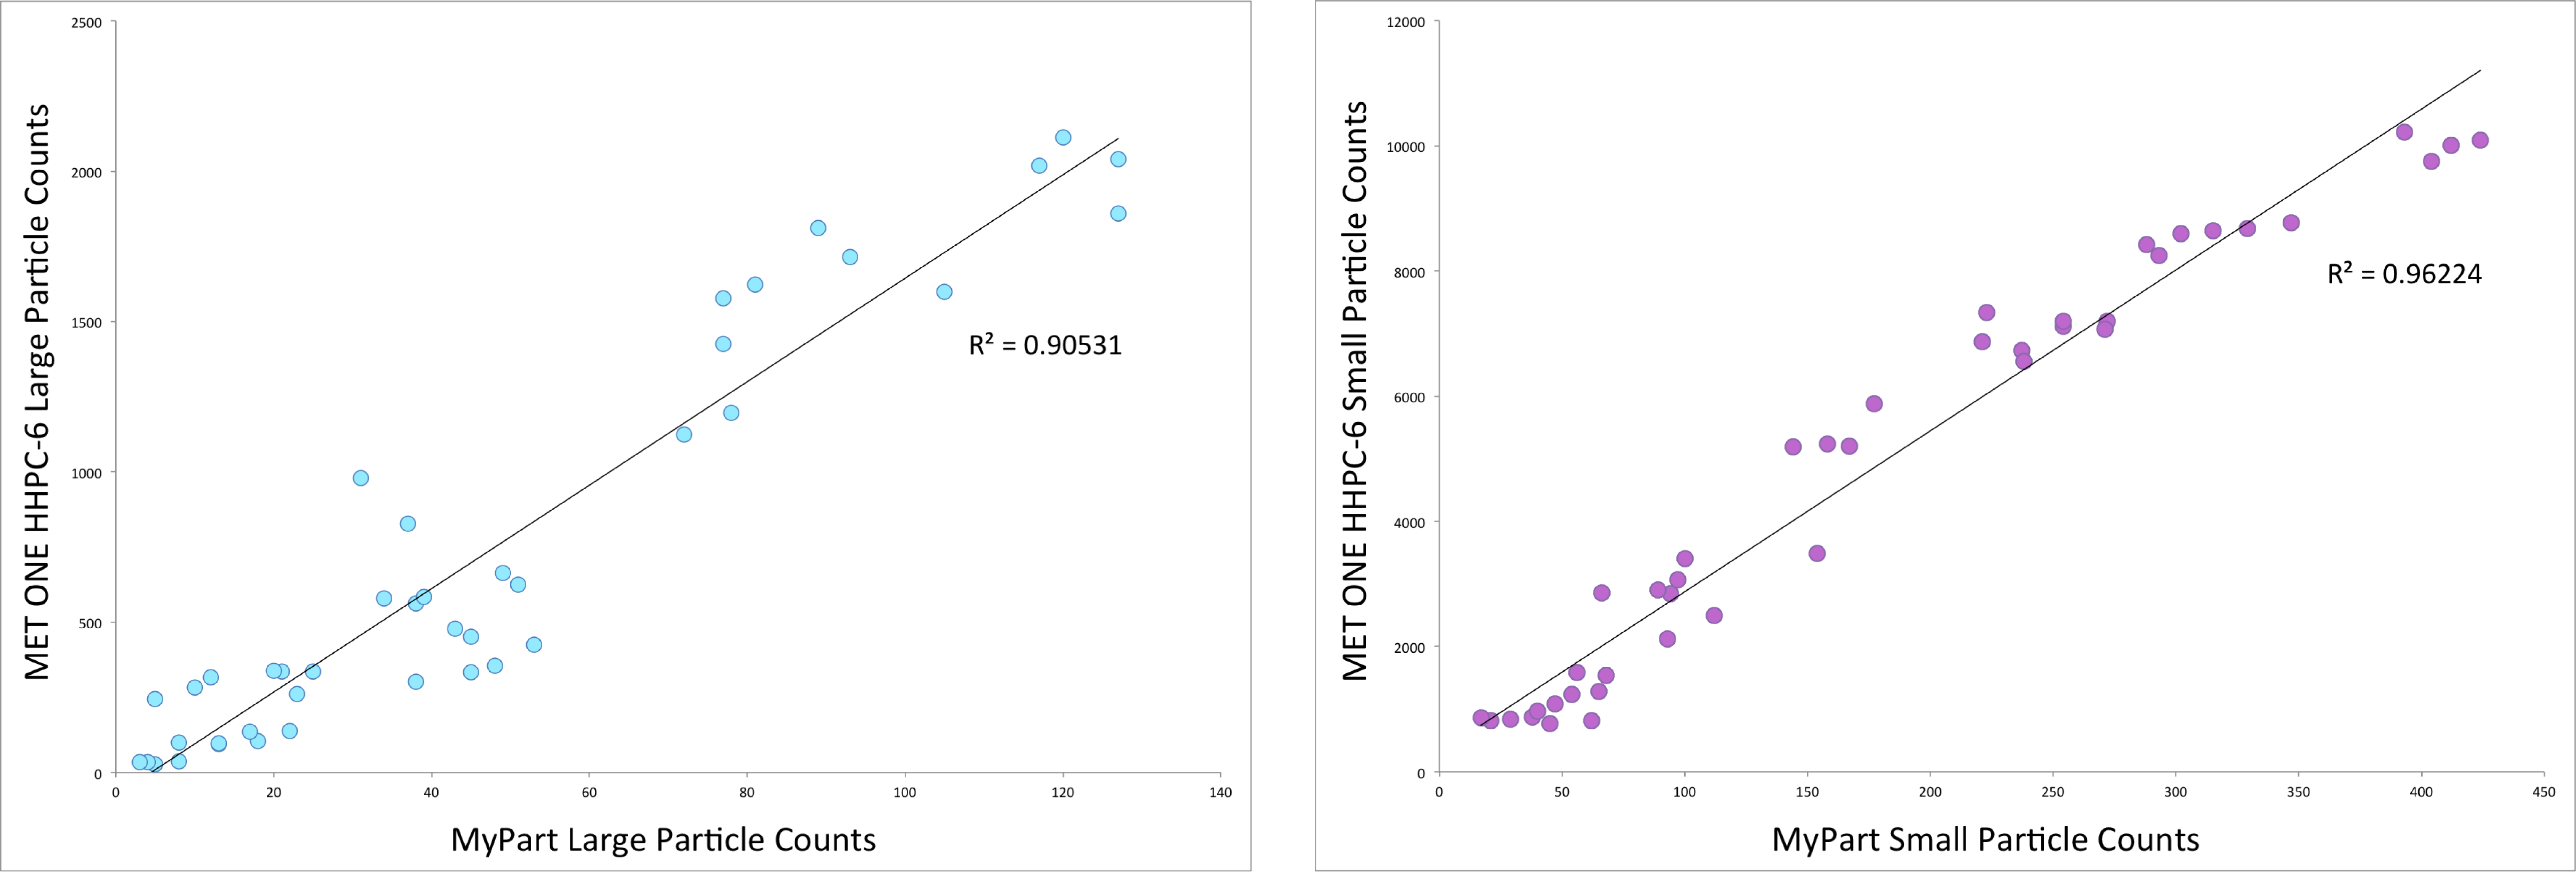 MET ONE HHPC-6 Large Particle Counts
2500
2000
1500
1000
500
0
R² = 0.90531
0 20 40 60 80 100 120 140
MyPart Large Particle Counts
MET ONE HHPC-6 Small Particle Counts
12000
10000
8000
6000
4000
2000
0
R² = 0.96224
0 50 100 150 200 250 300 350 400 450
MyPart Small Particle Counts